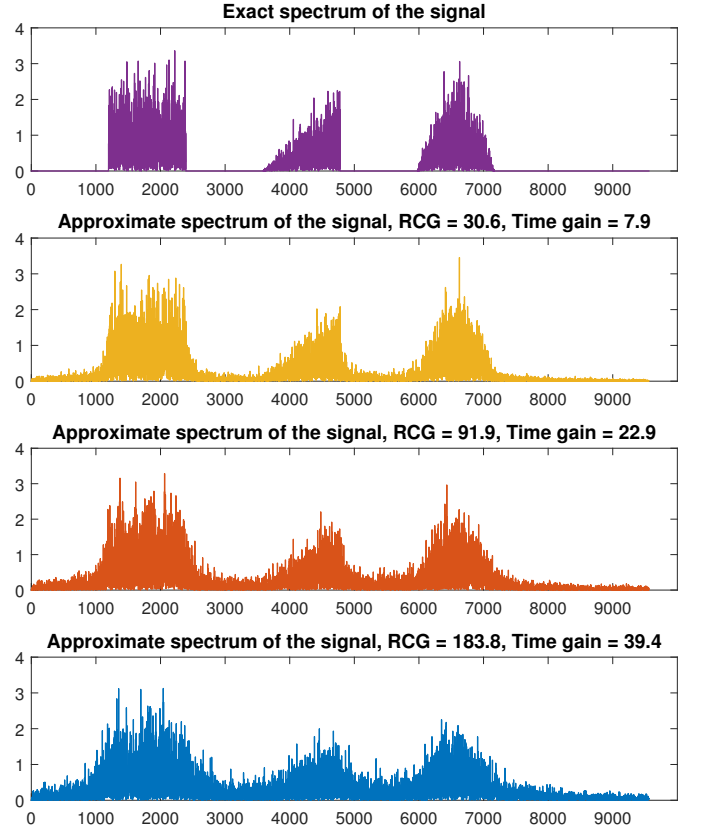 Exact spectrum of the signal
4
3
2
1
0
0 1000 2000 3000 4000 5000 6000 7000 8000 9000
Approximate spectrum of the signal, RCG = 30.6, Time gain = 7.9
4
3
2
1
0
0 1000 2000 3000 4000 5000 6000 7000 8000 9000
Approximate spectrum of the signal, RCG = 91.9, Time gain = 22.9
4
3
2
1
0
0 1000 2000 3000 4000 5000 6000 7000 8000 9000
Approximate spectrum of the signal, RCG = 183.8, Time gain = 39.4
4
3
2
1
0
0 1000 2000 3000 4000 5000 6000 7000 8000 9000